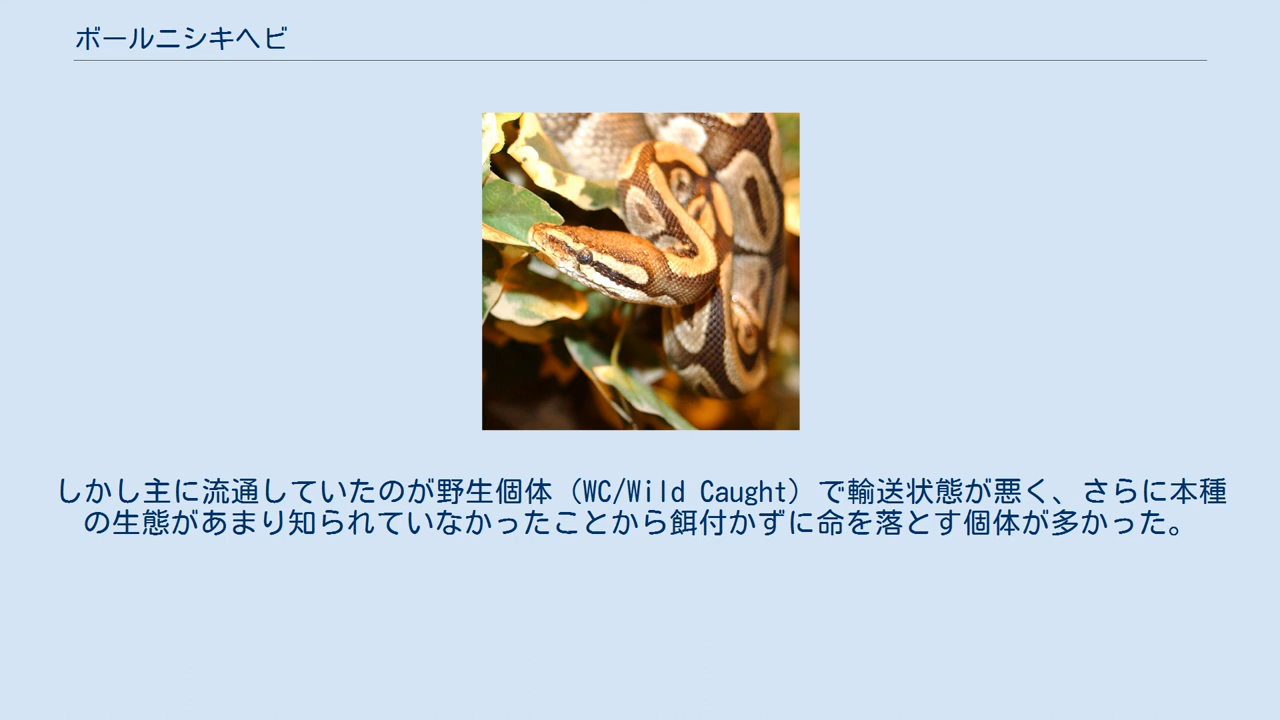 ボールニシキヘビ
しかし主に流通していたのが野生個体（WC/Wild Caught）で輸送状態が悪く、さらに本種
の生態があまり知られていなかったことから餌付かずに命を落とす個体が多かった。